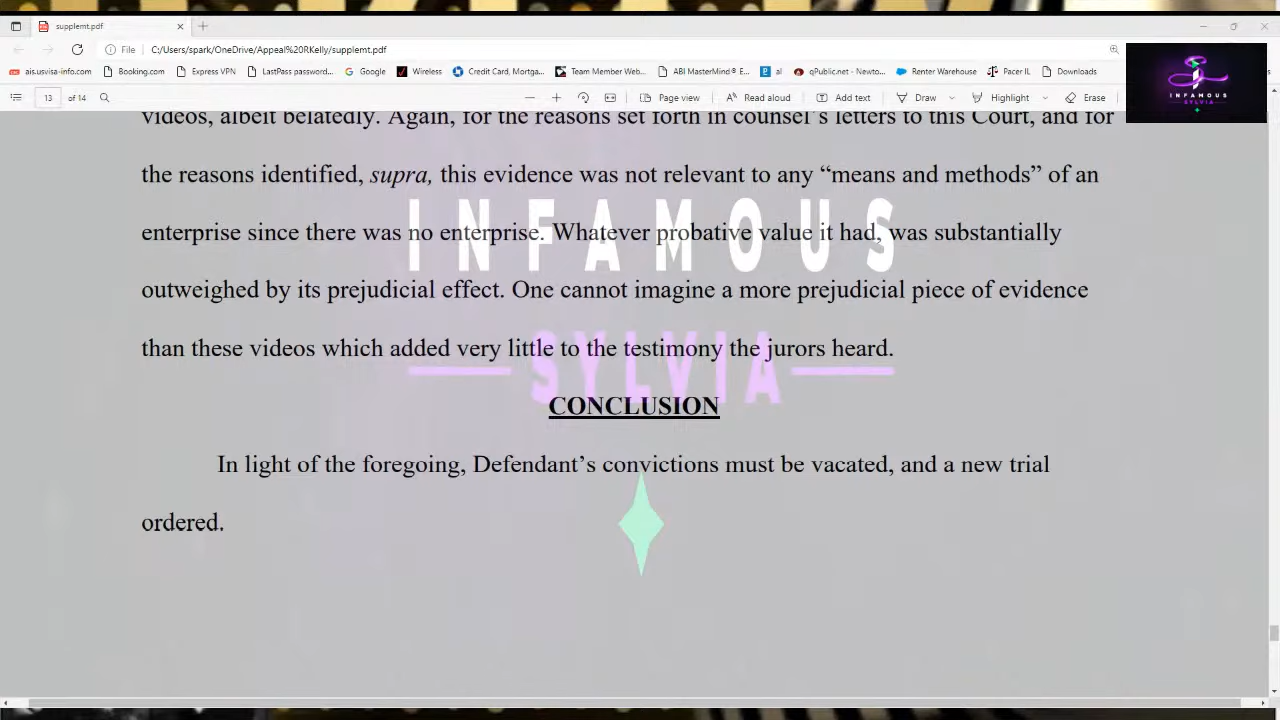 supplemt.pdf
File C:/Users/spark/OneDrive/Appeal%20RKelly/supplemt.pdf
ais.usvisa-info.com Booking.com Express VPN LastPass password... Google Wireless Credit Card, Mortga... Team Member Web... ABI MasterMind ® E... al qPublic.net - Newto... Renter Warehouse Pacer IL Downloads
13 of 14 Page view Read aloud Add text Draw Highlight Erase
INFAMOUS
SYLVIA
videos, albeit belatedly. Again, for the reasons set forth in counsel's letters to this Court, and for
the reasons identified, supra, this evidence was not relevant to any “means and methods” of an
enterprise since there was no enterprise. Whatever probative value it had, was substantially
outweighed by its prejudicial effect. One cannot imagine a more prejudicial piece of evidence
than these videos which added very little to the testimony the jurors heard.
INFAMOUS
SYLVIA
CONCLUSION
In light of the foregoing, Defendant’s convictions must be vacated, and a new trial
ordered.